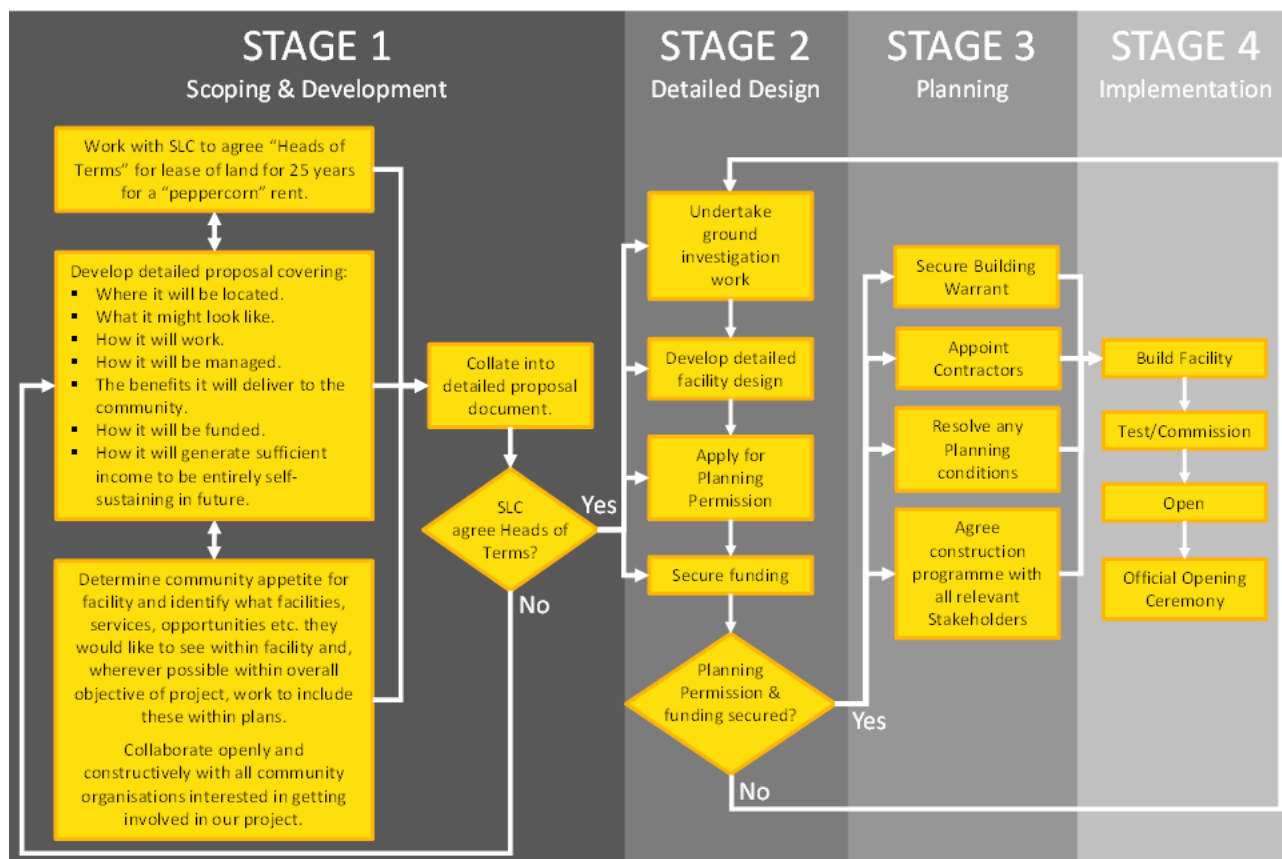 STAGE 1
Scoping & Development
Work with SLC to agree “Heads of
Terms” for lease of land for 25 years
for a “peppercorn” rent.
Develop detailed proposal covering:
▪ Where it will be located.
▪ What it might look like.
▪ How it will work.
▪ How it will be managed.
▪ The benefits it will deliver to the
community.
▪ How it will be funded.
▪ How it will generate sufficient
income to be entirely self-
sustaining in future.
Determine community appetite for
facility and identify what facilities,
services, opportunities etc. they
would like to see within facility and,
wherever possible within overall
objective of project, work to include
these within plans.
Collaborate openly and
constructively with all community
organisations interested in getting
involved in our project.
Collate into
detailed proposal
document.
SLC
agree Heads of
Terms?
Yes
No
STAGE 2
Detailed Design
Undertake
ground
investigation
work
Develop detailed
facility design
Apply for
Planning
Permission
Secure funding
Planning
Permission &
funding secured?
Yes
No
STAGE 3
Planning
Secure Building
Warrant
Appoint
Contractors
Resolve any
Planning
conditions
Agree
construction
programme with
all relevant
Stakeholders
STAGE 4
Implementation
Build Facility
Test/Commission
Open
Official Opening
Ceremony